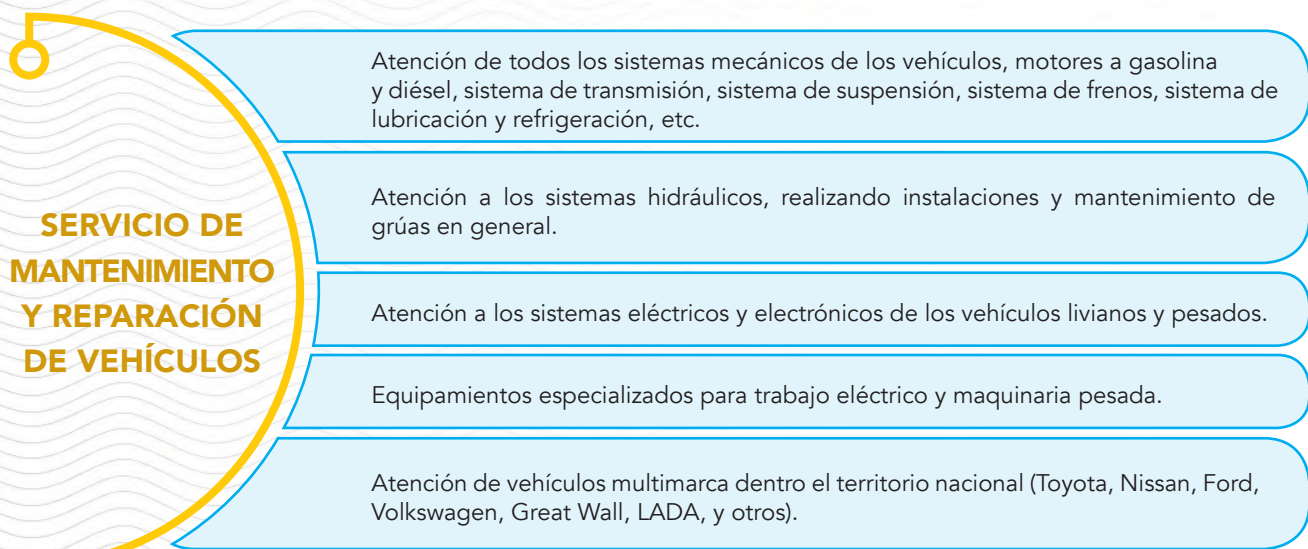 SERVICIO DE
MANTENIMIENTO
Y REPARACIÓN
DE VEHÍCULOS
Atención de todos los sistemas mecánicos de los vehículos, motores a gasolina
y diésel, sistema de transmisión, sistema de suspensión, sistema de frenos, sistema de
lubricación y refrigeración, etc.
Atención a los sistemas hidráulicos, realizando instalaciones y mantenimiento de
grúas en general.
Atención a los sistemas eléctricos y electrónicos de los vehículos livianos y pesados.
Equipamientos especializados para trabajo eléctrico y maquinaria pesada.
Atención de vehículos multimarca dentro el territorio nacional (Toyota, Nissan, Ford,
Volkswagen, Great Wall, LADA, y otros).